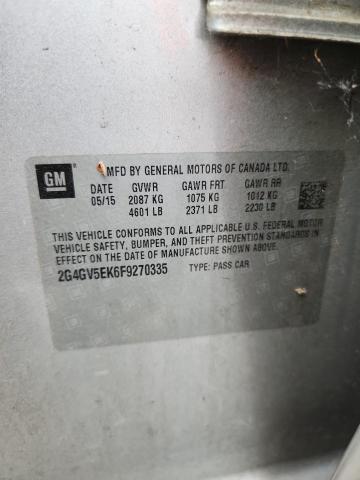 GM
MFD BY GENERAL MOTORS OF CANADA LTD.
DATE GVWR GAWR FRT GAWR RR
05/15 2087 KG 1075 KG 1012 KG
4601 LB 2371 LB 2230 LB
THIS VEHICLE CONFORMS TO ALL APPLICABLE U.S. FEDERAL MOTOR
VEHICLE SAFETY, BUMPER, AND THEFT PREVENTION STANDARDS IN
EFFECT ON THE DATE OF MANUFACTURE SHOWN ABOVE.
2G4GV5EK6F9270335 TYPE: PASS CAR